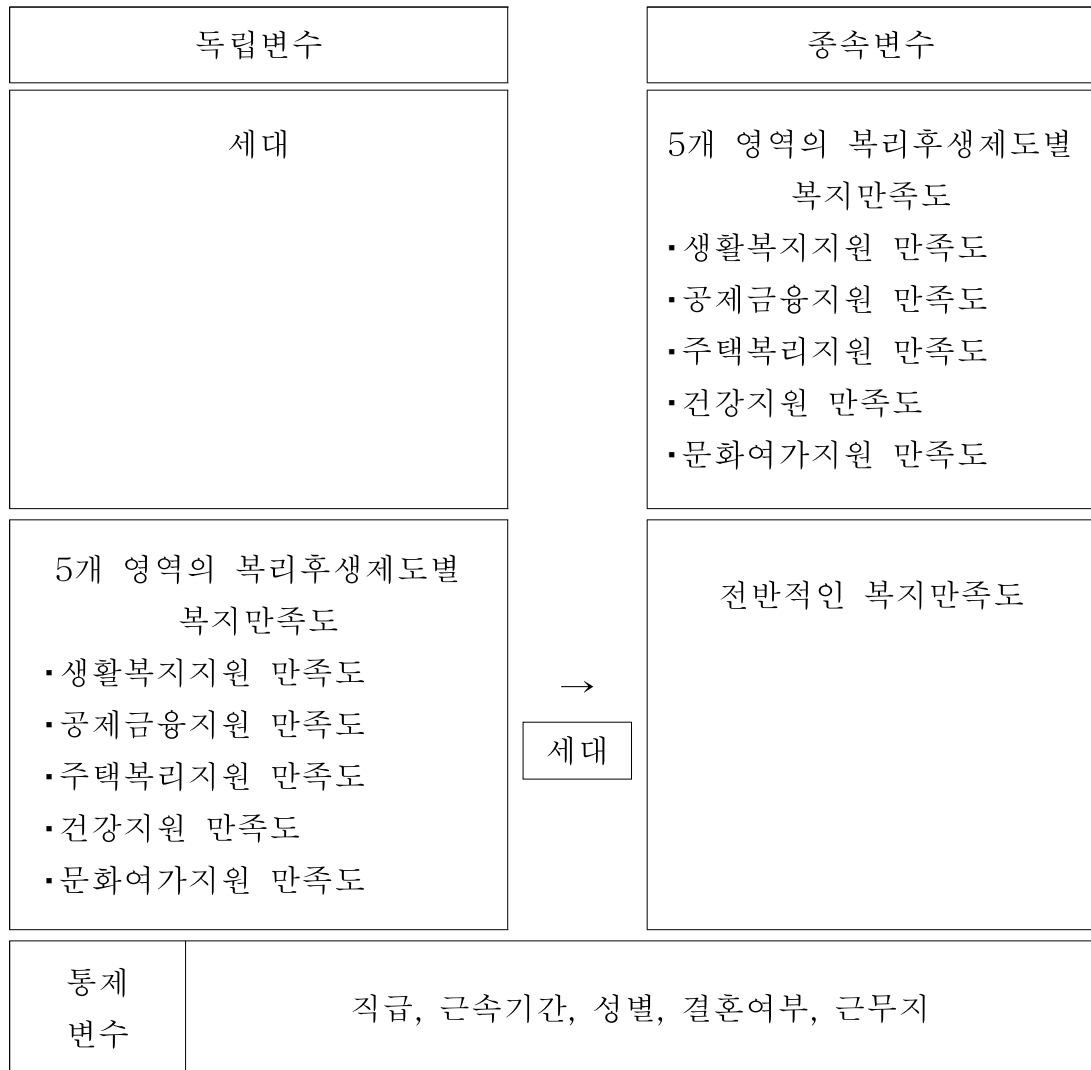 독립변수
종속변수
세대
5개 영역의 복리후생제도별
복지만족도
▪생활복지지원 만족도
▪공제금융지원 만족도
▪주택복리지원 만족도
▪건강지원 만족도
▪문화여가지원 만족도
5개 영역의 복리후생제도별
복지만족도
▪생활복지지원 만족도
▪공제금융지원 만족도
▪주택복리지원 만족도
▪건강지원 만족도
▪문화여가지원 만족도
→
세대
전반적인 복지만족도
통제
변수
직급, 근속기간, 성별, 결혼여부, 근무지